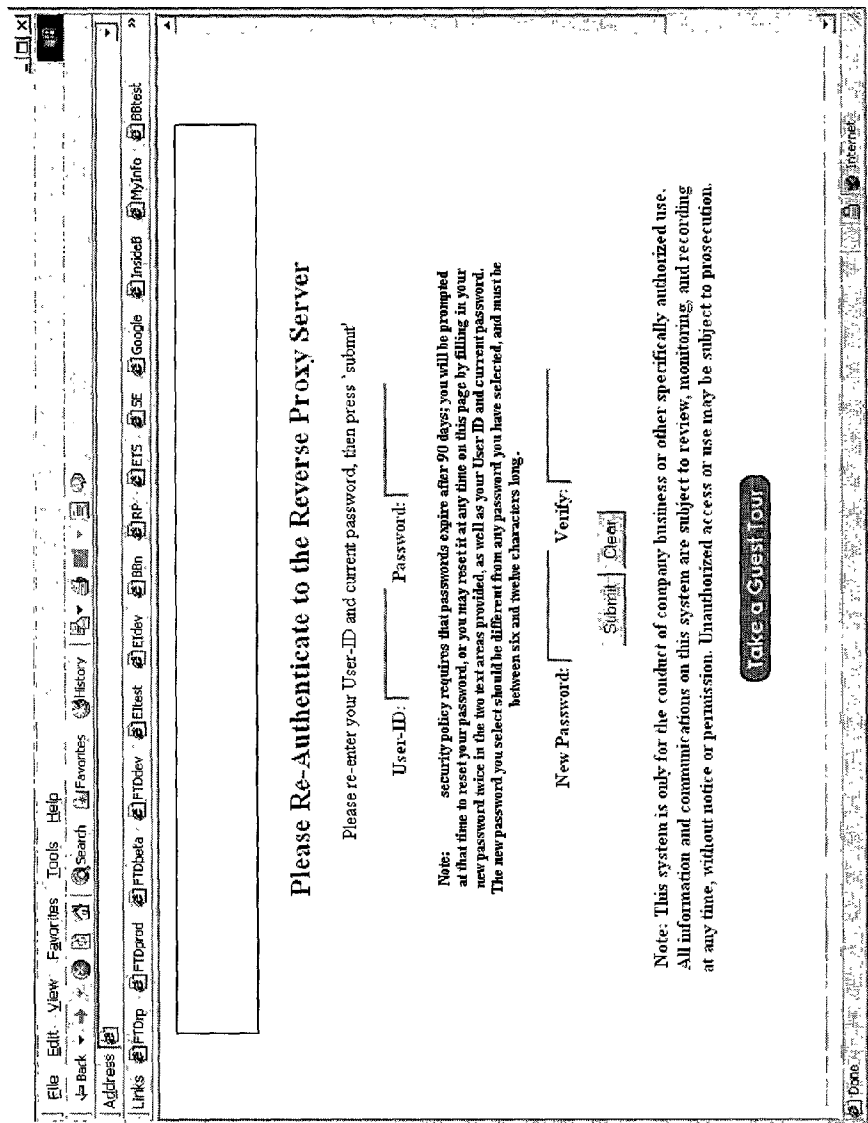 File Edit View Favorites Tools Help
Back Search Favorites History
Address
Links FTDrp FTDprod FTDbeta FTDdev EItest EIdev BBn RP ETS SE Google InsideB MyInfo BBtest »
Please Re-Authenticate to the Reverse Proxy Server
Please re-enter your User-ID and current password, then press `submit'
User-ID: Password:
Note: security policy requires that passwords expire after 90 days; you will be prompted
at that time to reset your password, or you may reset it at any time on this page by filling in your
new password twice in the two text areas provided, as well as your User ID and current password.
The new password you select should be different from any password you have selected, and must be
between six and twelve characters long.
New Password: Verify:
Submit Clear
Note: This system is only for the conduct of company business or other specifically authorized use.
All information and communications on this system are subject to review, monitoring, and recording
at any time, without notice or permission. Unauthorized access or use may be subject to prosecution.
Take a Guest Tour
Done Internet